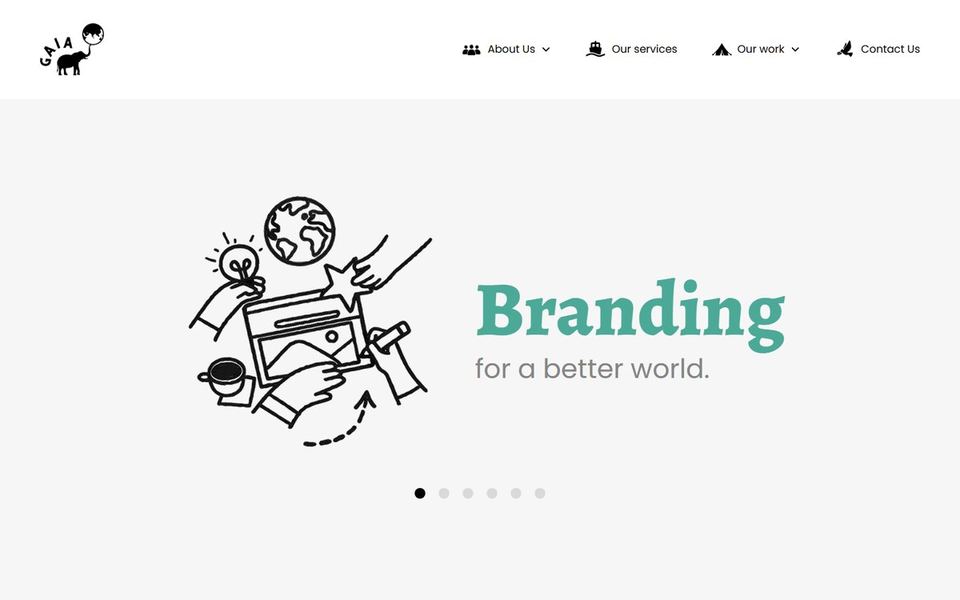 GAIA
About Us
Our services
Our work
Contact Us
Branding
for a better world.